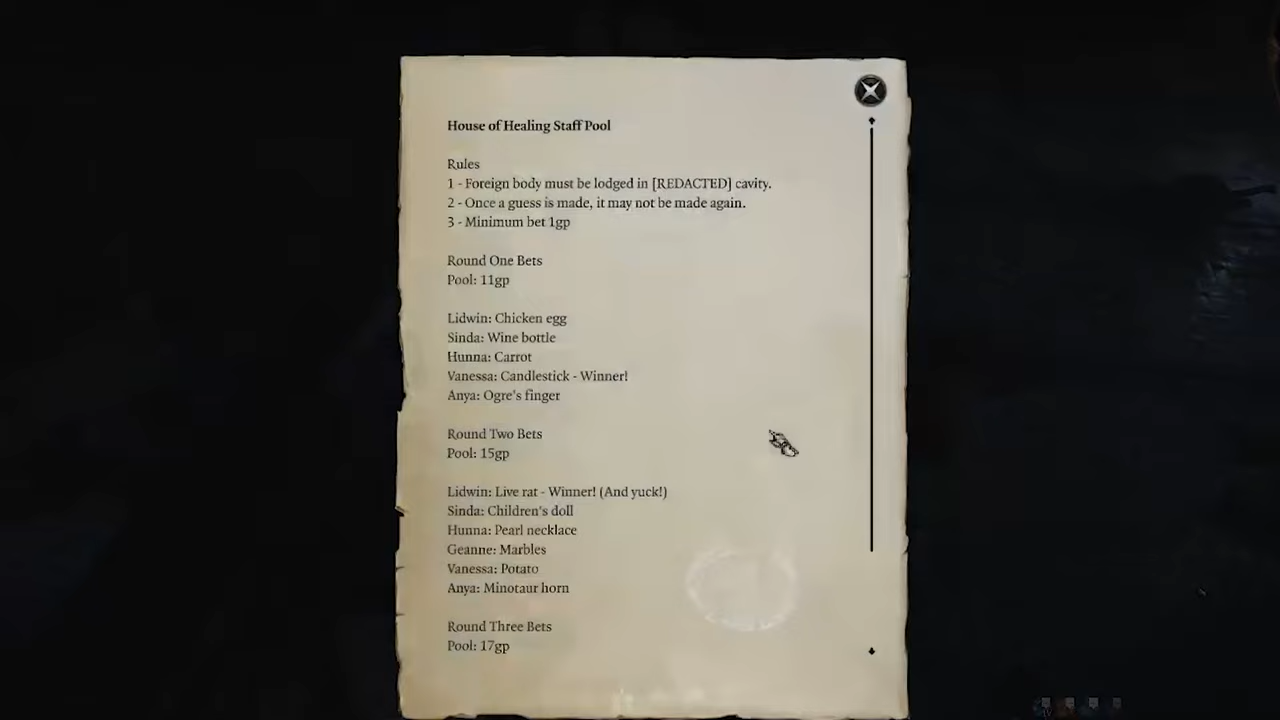 House of Healing Staff Pool
Rules
1 - Foreign body must be lodged in [REDACTED] cavity.
2 - Once a guess is made, it may not be made again.
3 - Minimum bet 1gp
Round One Bets
Pool: 11gp
Lidwin: Chicken egg
Sinda: Wine bottle
Hunna: Carrot
Vanessa: Candlestick - Winner!
Anya: Ogre's finger
Round Two Bets
Pool: 15gp
Lidwin: Live rat - Winner! (And yuck!)
Sinda: Children's doll
Hunna: Pearl necklace
Geanne: Marbles
Vanessa: Potato
Anya: Minotaur horn
Round Three Bets
Pool: 17gp